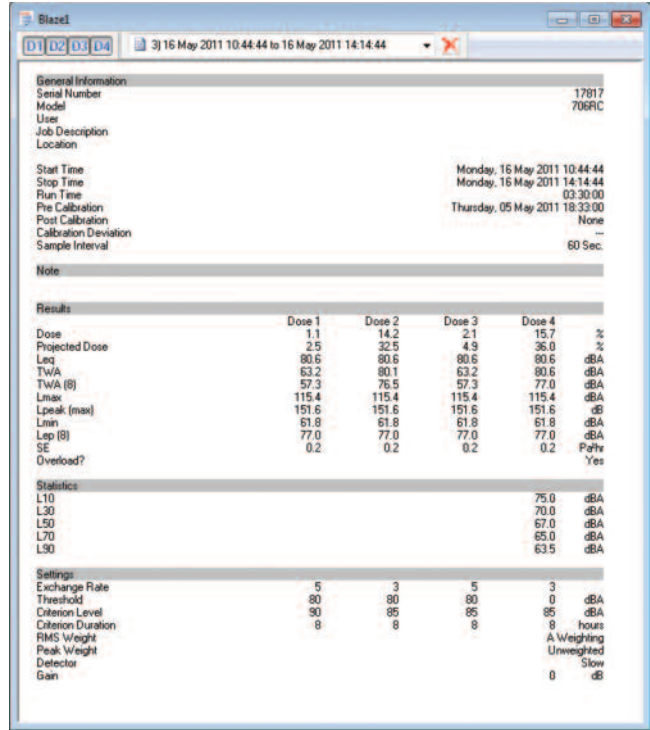 Blaze1
D1 D2 D3 D4 3) 16 May 2011 10:44:44 to 16 May 2011 14:14:44
General Information
Serial Number 17817
Model 706RC
User
Job Description
Location
Start Time Monday, 16 May 2011 10:44:44
Stop Time Monday, 16 May 2011 14:14:44
Run Time 03:30:00
Pre Calibration Thursday, 05 May 2011 18:33:00
Post Calibration None
Calibration Deviation ---
Sample Interval 60 Sec.
Note
Results
Dose 1 Dose 2 Dose 3 Dose 4
Dose 1.1 14.2 2.1 15.7 %
Projected Dose 2.5 32.5 4.9 36.0 %
Leq 80.6 80.6 80.6 80.6 dBA
TWA 63.2 80.1 63.2 80.6 dBA
TWA (8) 57.3 76.5 57.3 77.0 dBA
Lmax 115.4 115.4 115.4 115.4 dBA
Lpeak (max) 151.6 151.6 151.6 151.6 dB
Lmin 61.8 61.8 61.8 61.8 dBA
Lep (8) 77.0 77.0 77.0 77.0 dBA
SE 0.2 0.2 0.2 0.2 Pa²hr
Overload? Yes
Statistics
L10 75.0 dBA
L30 70.0 dBA
L50 67.0 dBA
L70 65.0 dBA
L90 63.5 dBA
Settings
Exchange Rate 5 3 5 3
Threshold 80 80 80 0 dBA
Criterion Level 90 85 85 85 dBA
Criterion Duration 8 8 8 8 hours
RMS Weight A Weighting
Peak Weight Unweighted
Detector Slow
Gain 0 dB